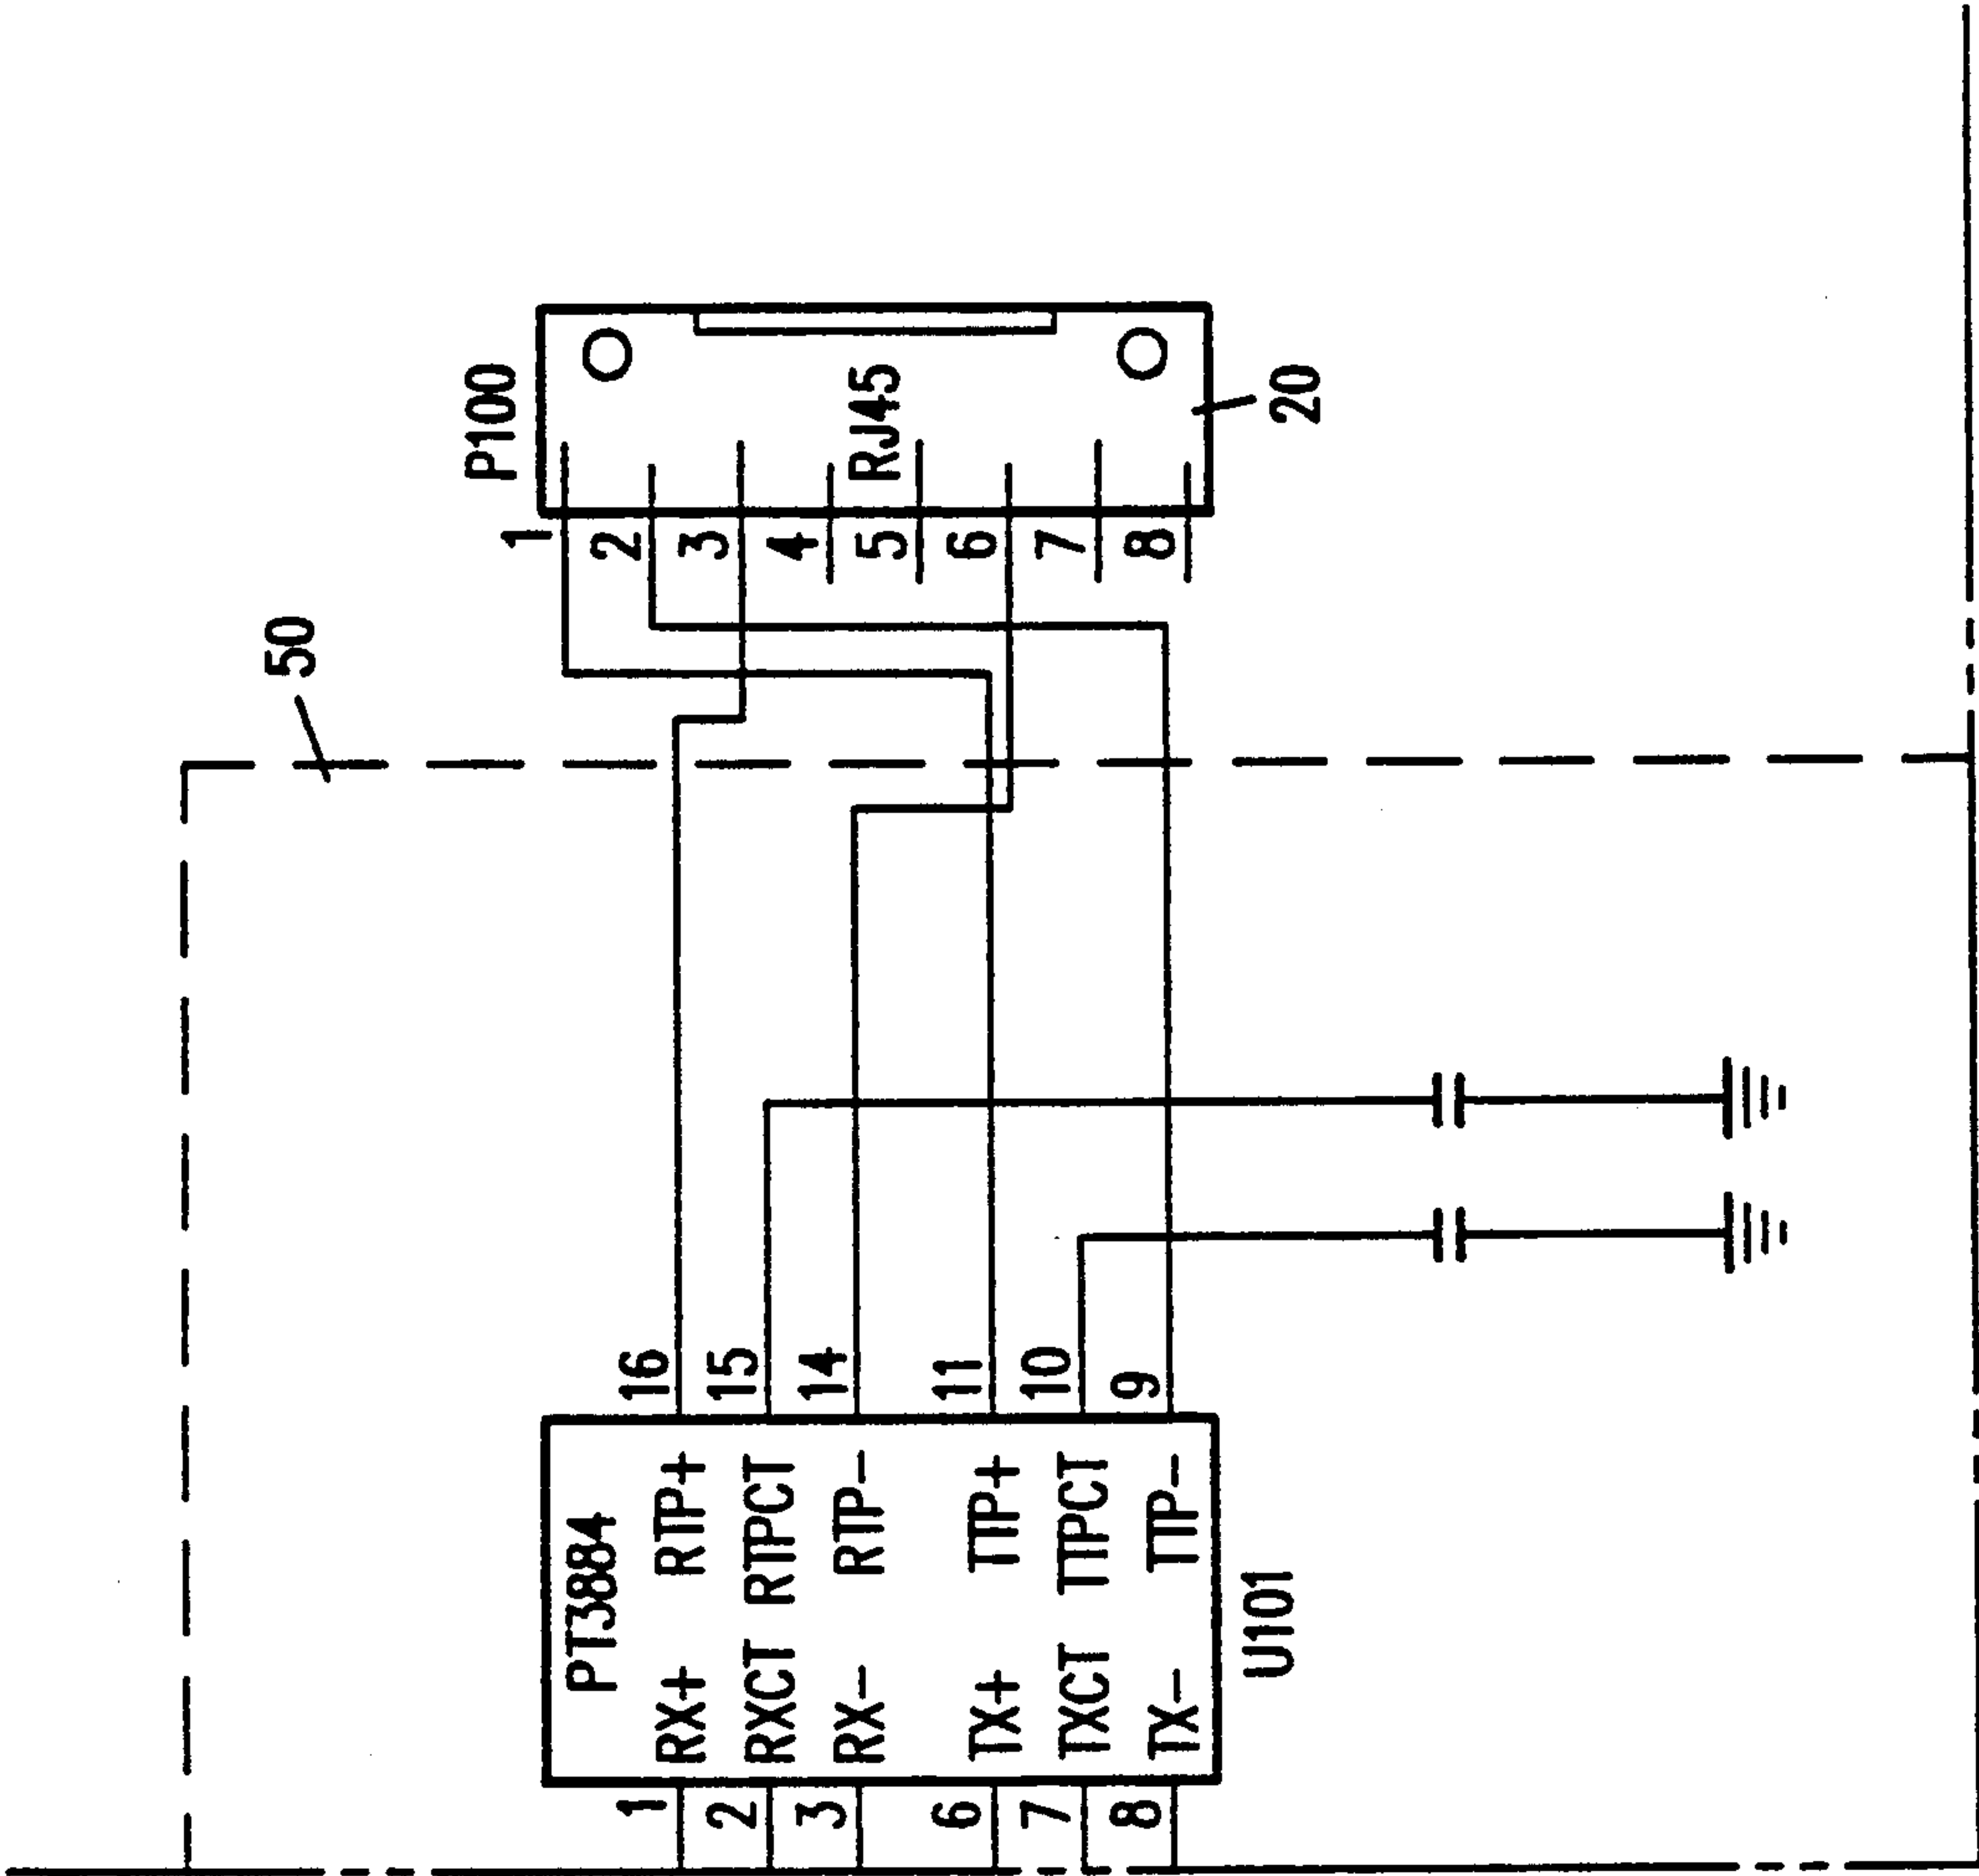 50
P100
1
2
3
4
5
6
7
8
RJ45
20
16
15
14
11
10
9
PT3884
RX+ RTP+
RXCT RTPCT
RX- RTP-
TX+ TTP+
TXCT TTPCT
TX- TTP-
1
2
3
6
7
8
U101